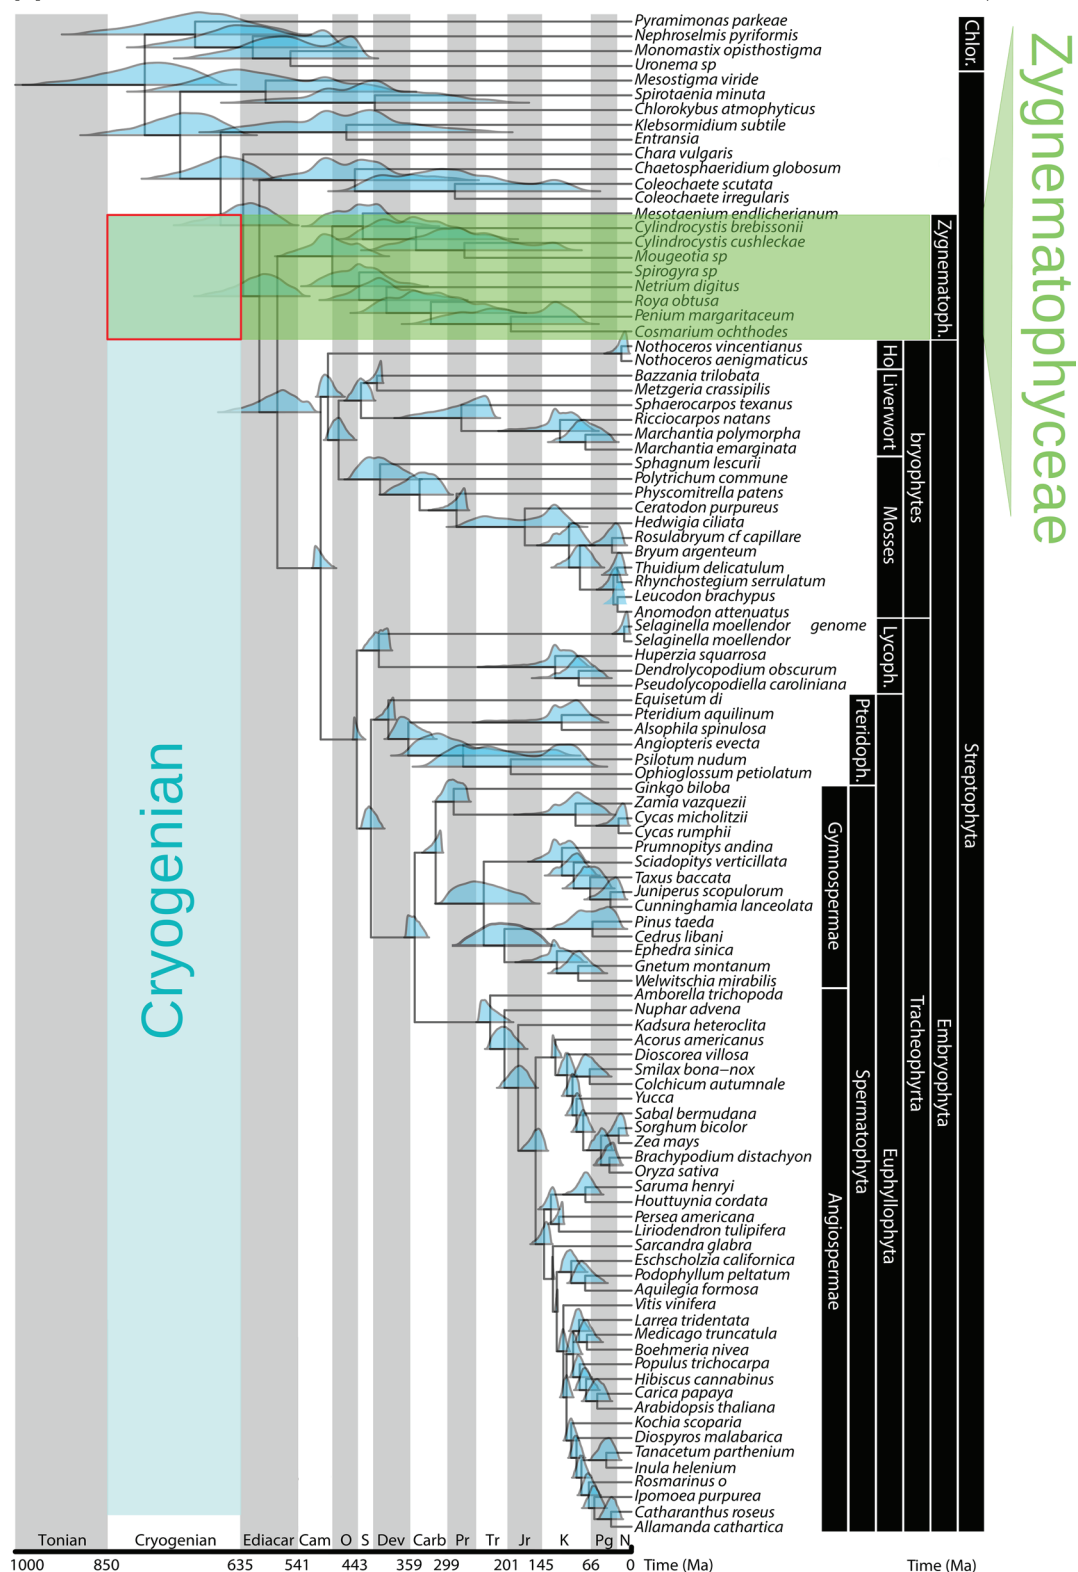 Pyramimonas parkeae
Nephroselmis pyriformis
Monomastix opisthostigma
Uronema sp
Mesostigma viride
Spirotaenia minuta
Chlorokybus atmophyticus
Klebsormidium subtile
Entransia
Chara vulgaris
Chaetosphaeridium globosum
Coleochaete scutata
Coleochaete irregularis
Mesotaenium endlicherianum
Cylindrocystis brebissonii
Cylindrocystis cushleckae
Mougeotia sp
Spirogyra sp
Netrium digitus
Roya obtusa
Penium margaritaceum
Cosmarium ochthodes
Nothoceros vincentianus
Nothoceros aenigmaticus
Bazzania trilobata
Metzgeria crassipilis
Sphaerocarpos texanus
Ricciocarpos natans
Marchantia polymorpha
Marchantia emarginata
Sphagnum lescurii
Polytrichum commune
Physcomitrella patens
Ceratodon purpureus
Hedwigia ciliata
Rosulabryum cf capillare
Bryum argenteum
Thuidium delicatulum
Rhynchostegium serrulatum
Leucodon brachypus
Anomodon attenuatus
Selaginella moellendor genome
Selaginella moellendor
Huperzia squarrosa
Dendrolycopodium obscurum
Pseudolycopodiella caroliniana
Equisetum di
Pteridium aquilinum
Alsophila spinulosa
Angiopteris evecta
Psilotum nudum
Ophioglossum petiolatum
Ginkgo biloba
Zamia vazquezii
Cycas micholitzii
Cycas rumphii
Prumnopitys andina
Sciadopitys verticillata
Taxus baccata
Juniperus scopulorum
Cunninghamia lanceolata
Pinus taeda
Cedrus libani
Ephedra sinica
Gnetum montanum
Welwitschia mirabilis
Amborella trichopoda
Nuphar advena
Kadsura heteroclita
Acorus americanus
Dioscorea villosa
Smilax bona−nox
Colchicum autumnale
Yucca
Sabal bermudana
Sorghum bicolor
Zea mays
Brachypodium distachyon
Oryza sativa
Saruma henryi
Houttuynia cordata
Persea americana
Liriodendron tulipifera
Sarcandra glabra
Eschscholzia californica
Podophyllum peltatum
Aquilegia formosa
Vitis vinifera
Larrea tridentata
Medicago truncatula
Boehmeria nivea
Populus trichocarpa
Hibiscus cannabinus
Carica papaya
Arabidopsis thaliana
Kochia scoparia
Diospyros malabarica
Tanacetum parthenium
Inula helenium
Rosmarinus o
Ipomoea purpurea
Catharanthus roseus
Allamanda cathartica
Chlor.
Zygnematoph.
Zygnematophyceae
Ho
Liverwort
Mosses
bryophytes
Lycoph.
Pteridoph.
Gymnospermae
Angiospermae
Spermatophyta
Euphyllophyta
Tracheophyrta
Embryophyta
Streptophyta
Cryogenian
Tonian Cryogenian Ediacar Cam O S Dev Carb Pr Tr Jr K Pg N
1000 850 635 541 443 359 299 201 145 66 0 Time (Ma) Time (Ma)